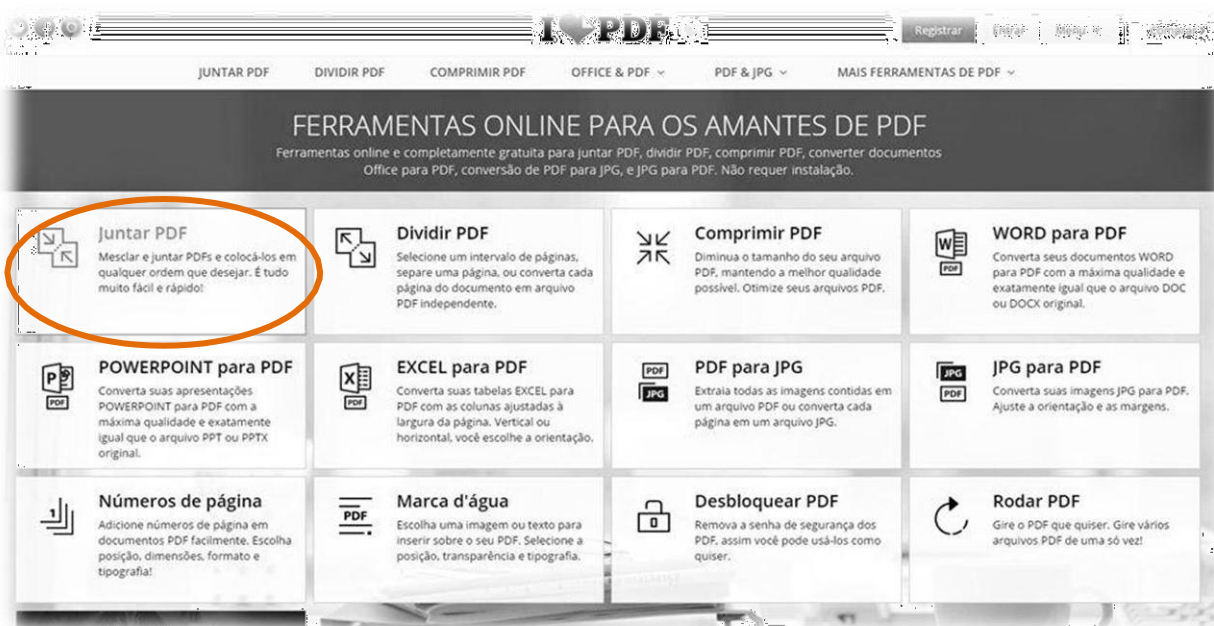 I PDF
Registrar Entrar Menu
JUNTAR PDF DIVIDIR PDF COMPRIMIR PDF OFFICE & PDF PDF & JPG MAIS FERRAMENTAS DE PDF
FERRAMENTAS ONLINE PARA OS AMANTES DE PDF
Ferramentas online e completamente gratuita para juntar PDF, dividir PDF, comprimir PDF, converter documentos
Office para PDF, conversão de PDF para JPG, e JPG para PDF. Não requer instalação.
Juntar PDF
Mesclar e juntar PDFs e colocá-los em
qualquer ordem que desejar. É tudo
muito fácil e rápido!
Dividir PDF
Selecione um intervalo de páginas,
separe uma página, ou converta cada
página do documento em arquivo
PDF independente.
Comprimir PDF
Diminua o tamanho do seu arquivo
PDF, mantendo a melhor qualidade
possível. Otimize seus arquivos PDF.
W
PDF
WORD para PDF
Converta seus documentos WORD
para PDF com a máxima qualidade e
exatamente igual que o arquivo DOC
ou DOCX original.
P
PDF
POWERPOINT para PDF
Converta suas apresentações
POWERPOINT para PDF com a
máxima qualidade e exatamente
igual que o arquivo PPT ou PPTX
original.
X
PDF
EXCEL para PDF
Converta suas tabelas EXCEL para
PDF com as colunas ajustadas à
largura da página. Vertical ou
horizontal, você escolhe a orientação.
PDF
JPG
PDF para JPG
Extraia todas as imagens contidas em
um arquivo PDF ou converta cada
página em um arquivo JPG.
JPG
PDF
JPG para PDF
Converta suas imagens JPG para PDF.
Ajuste a orientação e as margens.
1
Números de página
Adicione números de página em
documentos PDF facilmente. Escolha
posição, dimensões, formato e
tipografia!
PDF
Marca d'água
Escolha uma imagem ou texto para
inserir sobre o seu PDF. Selecione a
posição, transparência e tipografia.
Desbloquear PDF
Remova a senha de segurança dos
PDF, assim você pode usá-los como
quiser.
Rodar PDF
Gire o PDF que quiser. Gire vários
arquivos PDF de uma só vez!